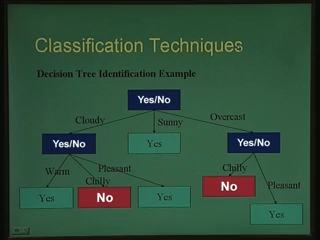 Classification Techniques
Decision Tree Identification Example
Yes/No
Cloudy
Sunny
Overcast
Yes/No
Yes
Yes/No
Warm
Chilly
Pleasant
Chilly
Pleasant
Yes
No
Yes
No
Yes